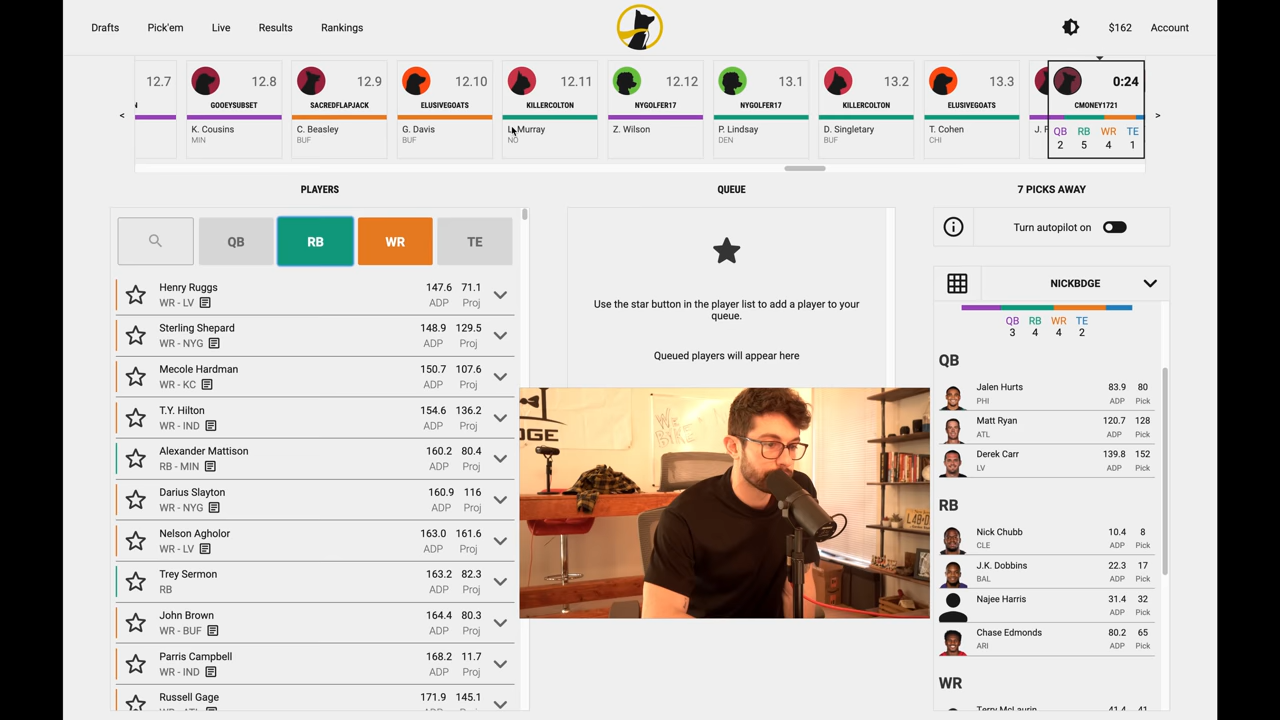 Drafts Pick'em Live Results Rankings $162 Account
12.7 12.8 12.9 12.10 12.11 12.12 13.1 13.2 13.3 0:24
GOOEYSUBSET SACREDFLAPJACK ELUSIVEGOATS KILLERCOLTON NYGOLFER17 NYGOLFER17 KILLERCOLTON ELUSIVEGOATS CMONEY1721
< K. Cousins C. Beasley G. Davis L. Murray Z. Wilson P. Lindsay D. Singletary T. Cohen QB RB WR TE >
MIN BUF BUF NO DEN BUF CHI 2 5 4 1
PLAYERS
QUEUE
7 PICKS AWAY
QB RB WR TE
Henry Ruggs 147.6 71.1
WR - LV ADP Proj
Sterling Shepard 148.9 129.5
WR - NYG ADP Proj
Mecole Hardman 150.7 107.6
WR - KC ADP Proj
T.Y. Hilton 154.6 136.2
WR - IND ADP Proj
Alexander Mattison 160.2 80.4
RB - MIN ADP Proj
Darius Slayton 160.9 116
WR - NYG ADP Proj
Nelson Agholor 163.0 161.6
WR - LV ADP Proj
Trey Sermon 163.2 82.3
RB ADP Proj
John Brown 164.4 80.3
WR - BUF ADP Proj
Parris Campbell 168.2 11.7
WR - IND ADP Proj
Russell Gage 171.9 145.1
Use the star button in the player list to add a player to your
queue.
Queued players will appear here
Turn autopilot on
NICKBDGE
QB RB WR TE
3 4 4 2
QB
Jalen Hurts 83.9 80
PHI ADP Pick
Matt Ryan 120.7 128
ATL ADP Pick
Derek Carr 139.8 152
LV ADP Pick
RB
Nick Chubb 10.4 8
CLE ADP Pick
J.K. Dobbins 22.3 17
BAL ADP Pick
Najee Harris 31.4 32
ADP Pick
Chase Edmonds 80.2 65
ARI ADP Pick
WR
Terry McLaurin 41.4 41